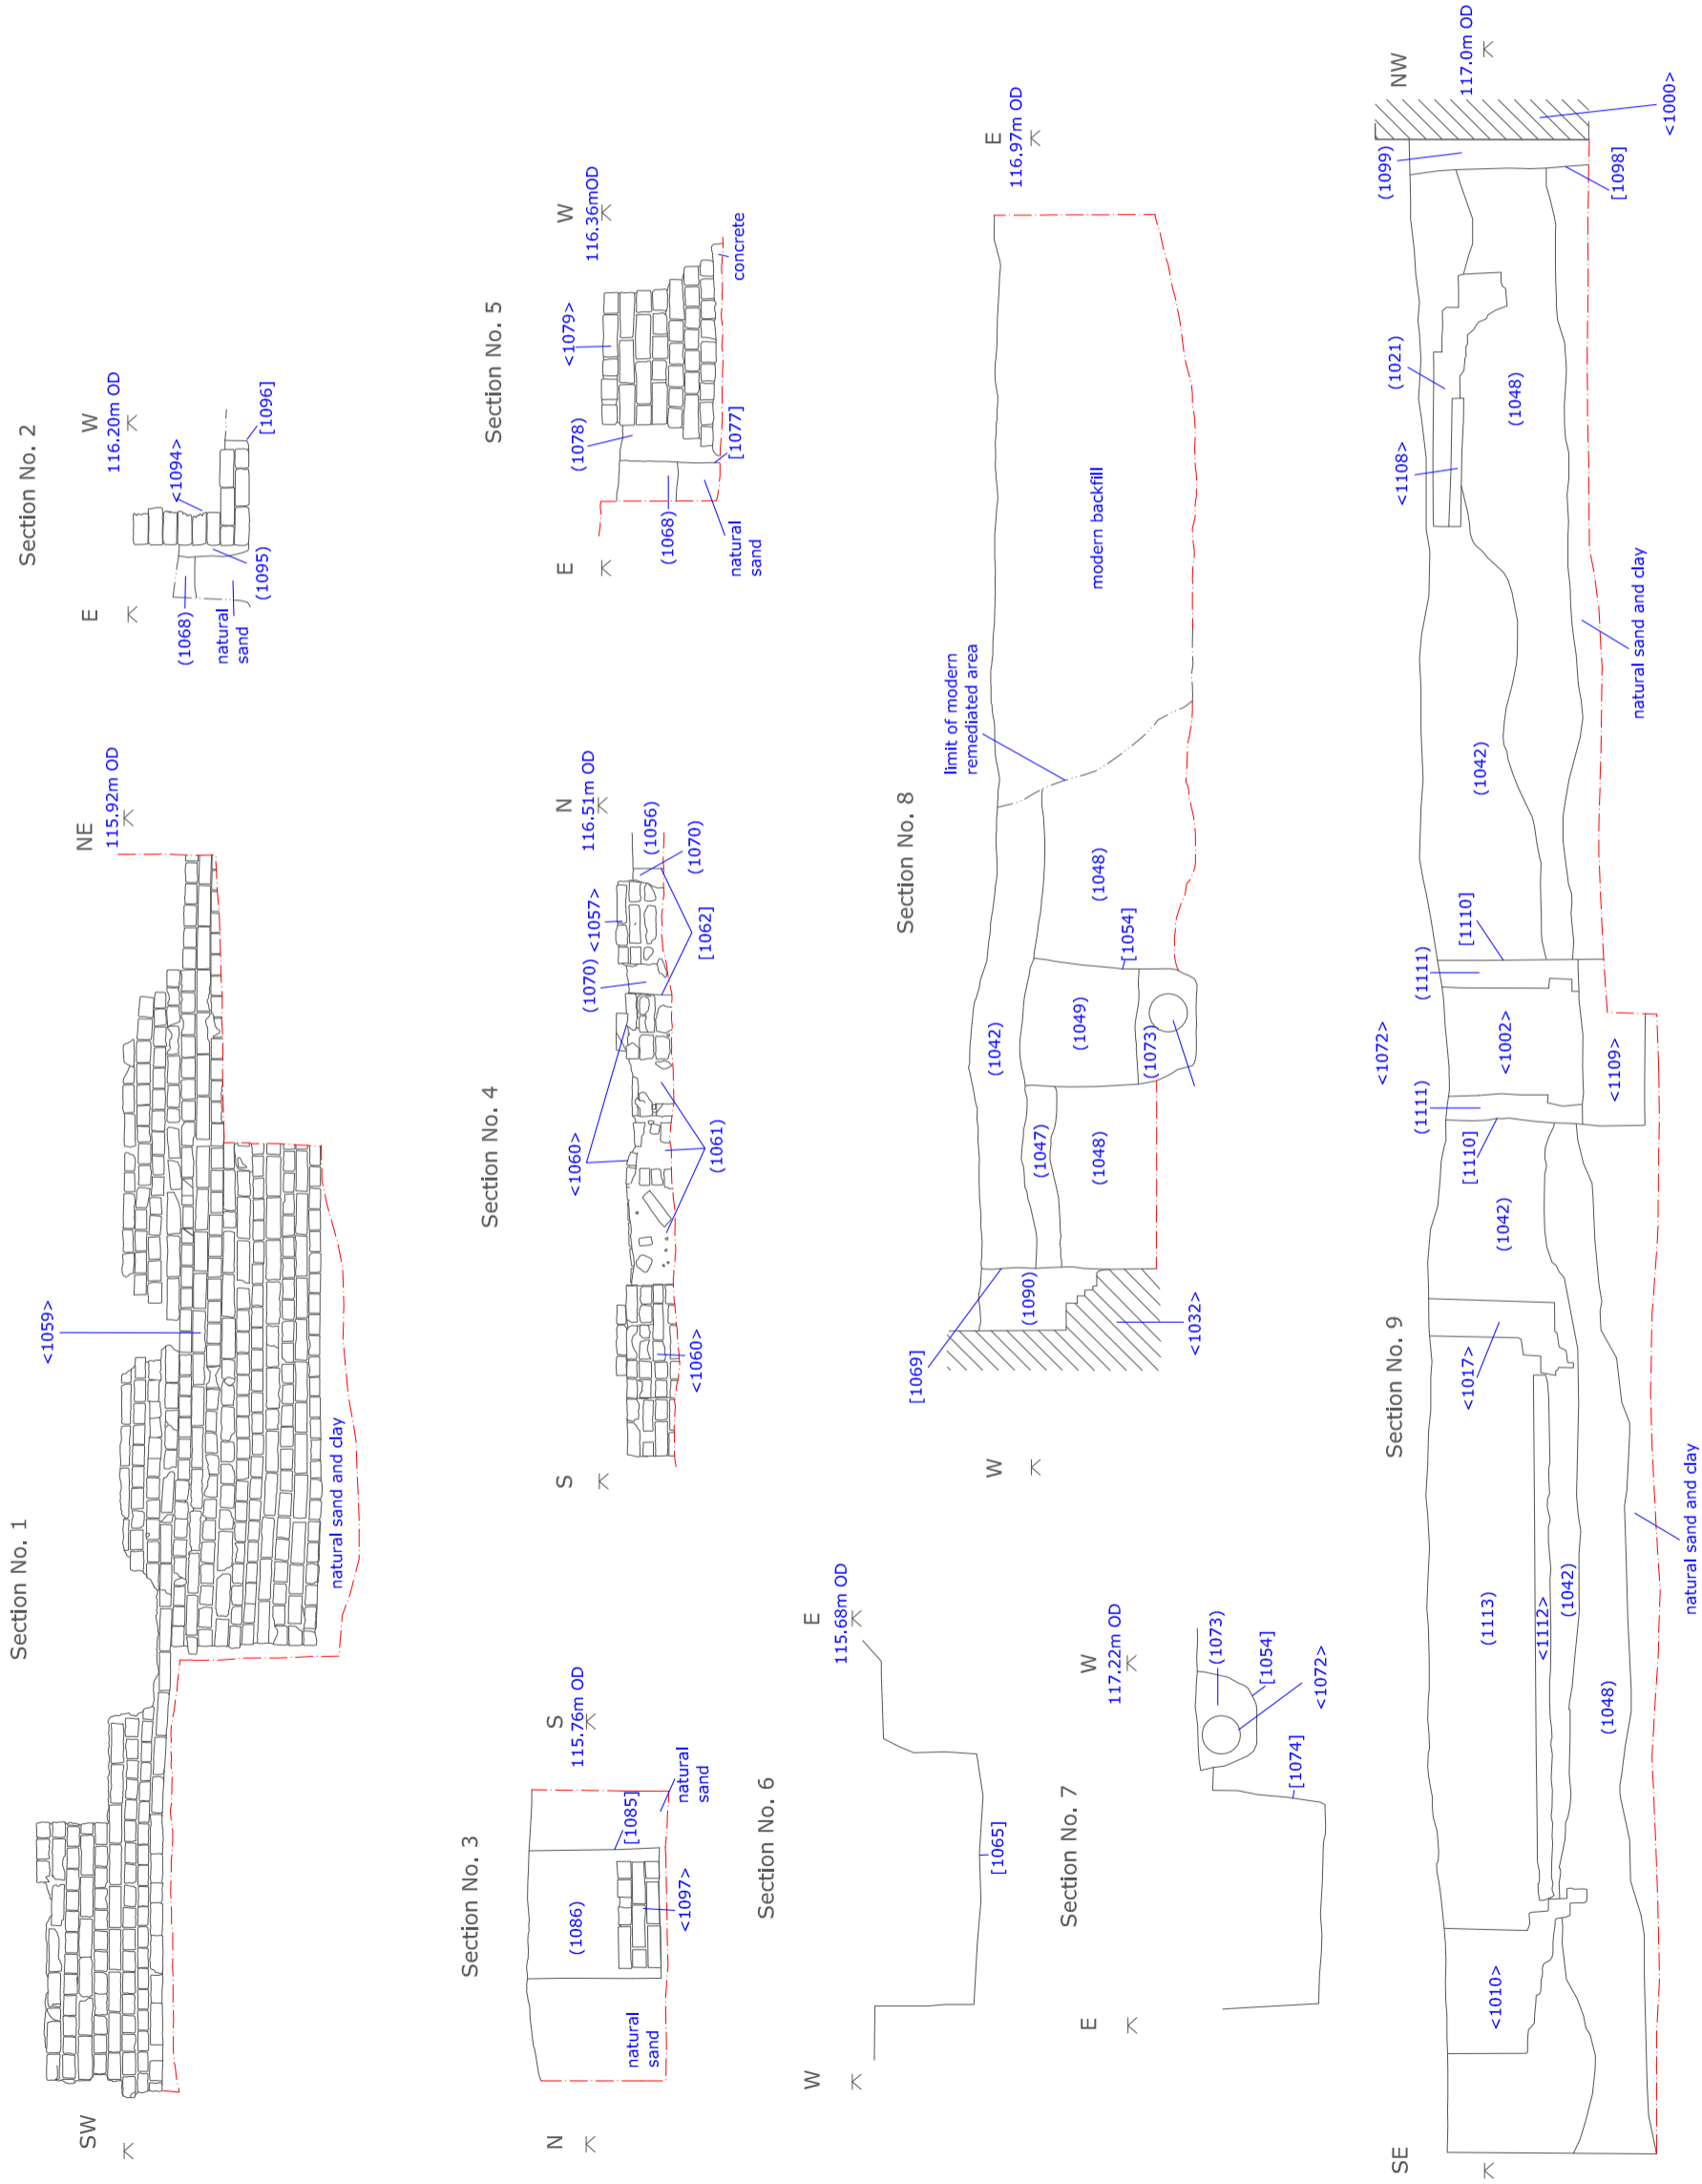 Section No. 1
SW
NE
115.92m OD
<1059>
natural sand and clay
Section No. 2
E
W
116.20m OD
<1094>
(1068)
natural
sand
(1095)
[1096]
Section No. 3
N
S
115.76m OD
(1086)
[1085]
<1097>
natural
sand
natural
sand
Section No. 4
S
N
116.51m OD
<1060>
(1070)
<1057>
(1056)
(1070)
[1062]
(1061)
<1060>
Section No. 5
E
W
116.36mOD
<1079>
(1078)
(1068)
natural
sand
[1077]
concrete
Section No. 6
W
E
115.68m OD
[1065]
Section No. 7
E
W
117.22m OD
(1073)
[1054]
<1072>
[1074]
Section No. 8
W
E
116.97m OD
limit of modern
remediated area
modern backfill
[1069]
(1090)
<1032>
(1042)
(1047)
(1048)
(1049)
(1073)
[1054]
(1048)
<1072>
Section No. 9
SE
NW
117.0m OD
<1010>
(1113)
<1112>
(1042)
(1048)
<1017>
(1042)
[1110]
(1111)
<1002>
<1109>
(1111)
[1110]
(1042)
<1108>
(1021)
(1048)
(1099)
[1098]
<1000>
natural sand and clay
natural sand and clay